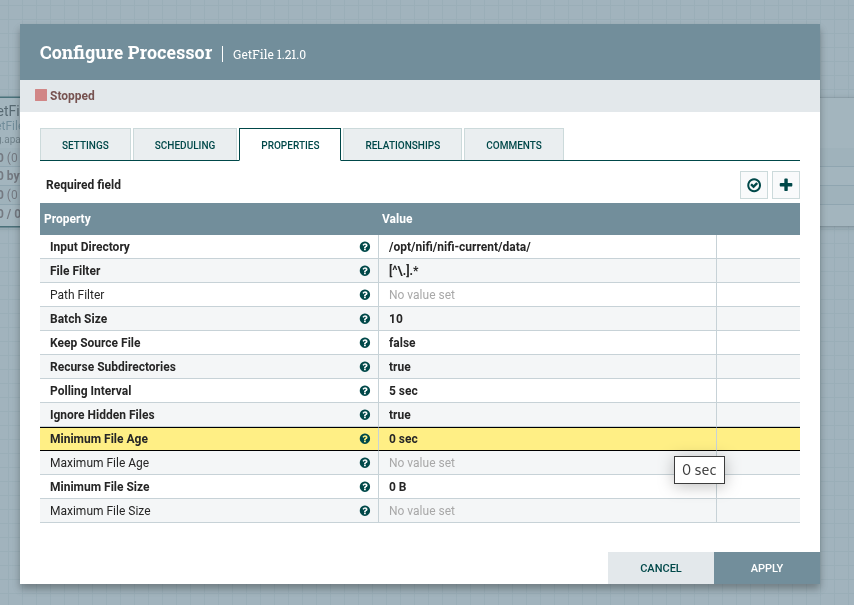 Configure Processor | GetFile 1.21.0
Stopped
SETTINGS SCHEDULING PROPERTIES RELATIONSHIPS COMMENTS
Required field
Property Value
Input Directory /opt/nifi/nifi-current/data/
File Filter [^\.].*
Path Filter No value set
Batch Size 10
Keep Source File false
Recurse Subdirectories true
Polling Interval 5 sec
Ignore Hidden Files true
Minimum File Age 0 sec
Maximum File Age No value set
0 sec
Minimum File Size 0 B
Maximum File Size No value set
CANCEL APPLY